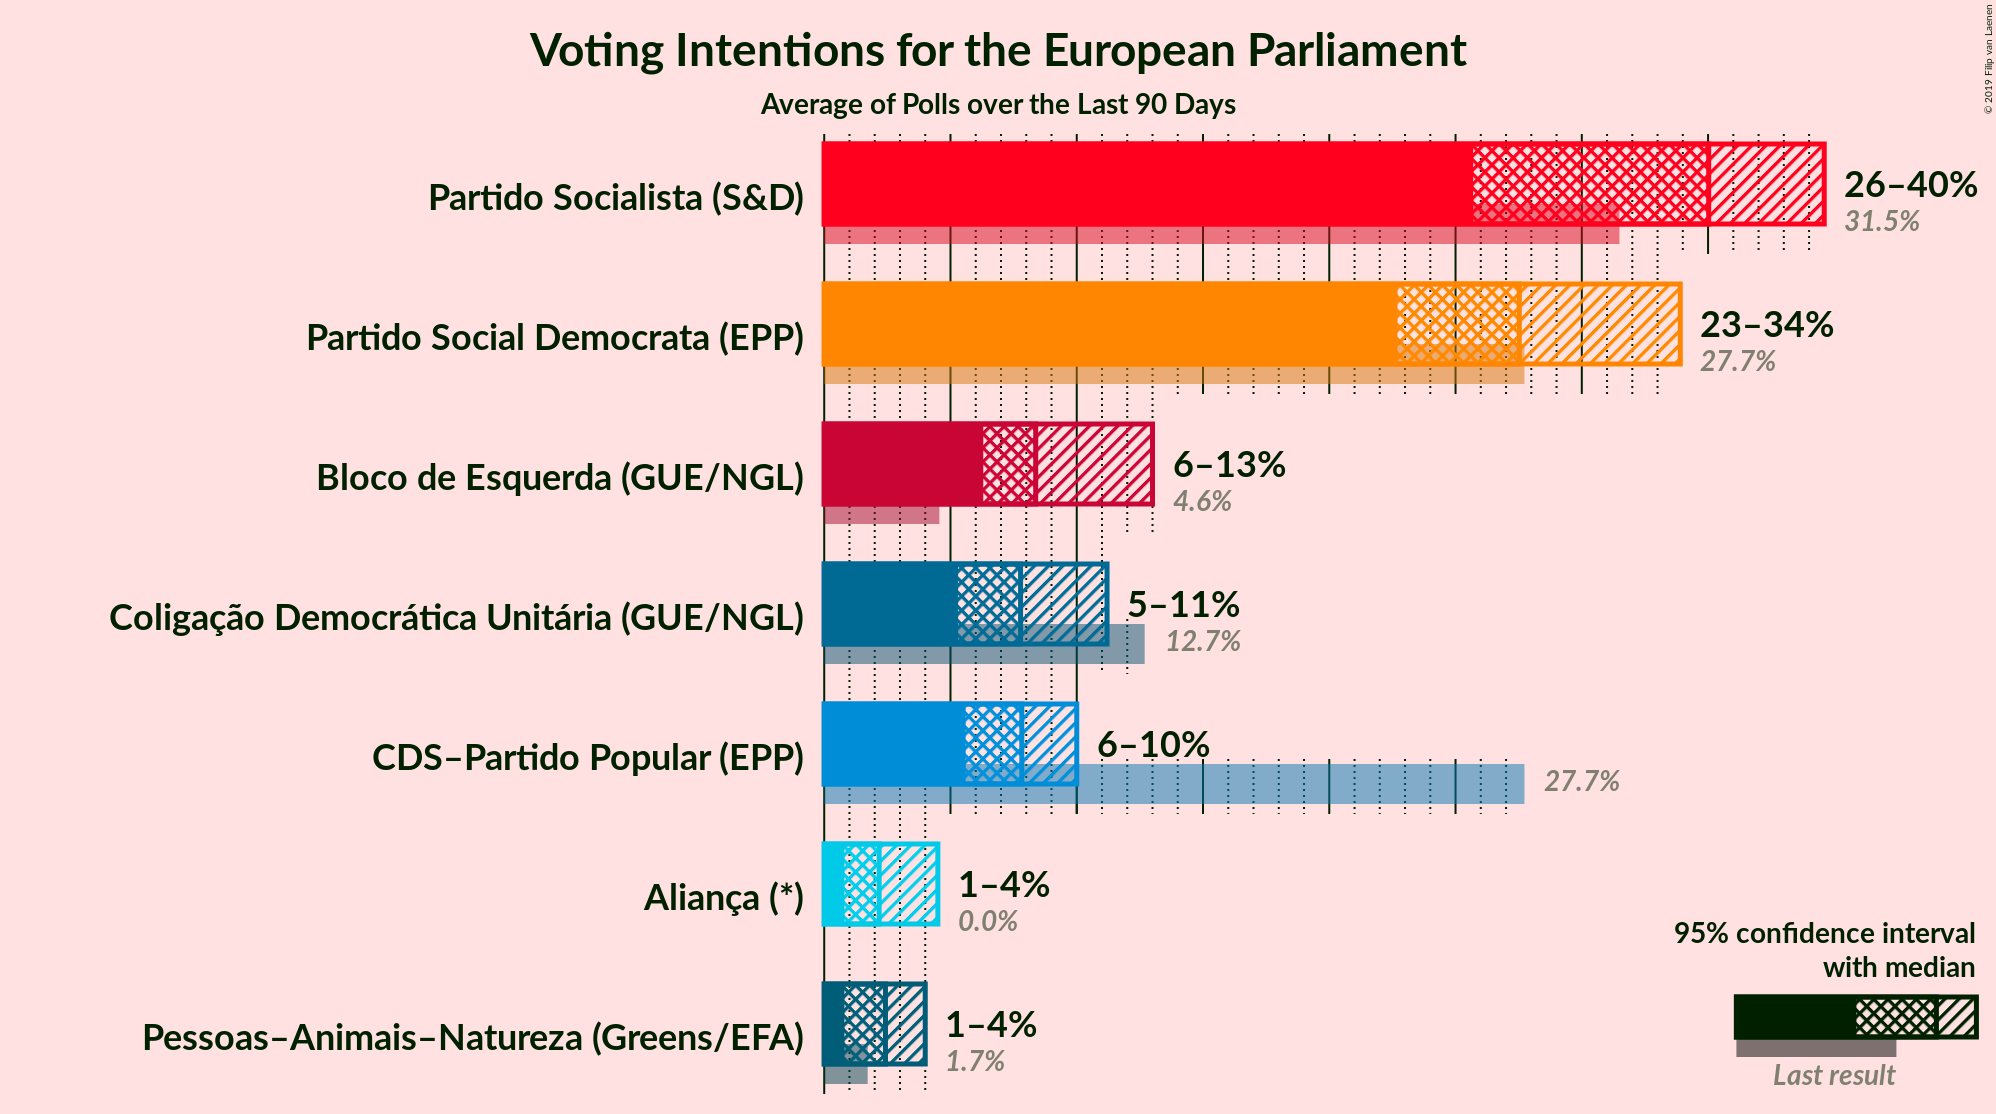 Voting Intentions for the European Parliament
Average of Polls over the Last 90 Days
© 2019 Filip van Laenen
Partido Socialista (S&D)
26–40%
31.5%
Partido Social Democrata (EPP)
23–34%
27.7%
Bloco de Esquerda (GUE/NGL)
6–13%
4.6%
Coligação Democrática Unitária (GUE/NGL)
5–11%
12.7%
CDS–Partido Popular (EPP)
6–10%
27.7%
Aliança (*)
1–4%
0.0%
Pessoas–Animais–Natureza (Greens/EFA)
1–4%
1.7%
95% confidence interval
with median
Last result